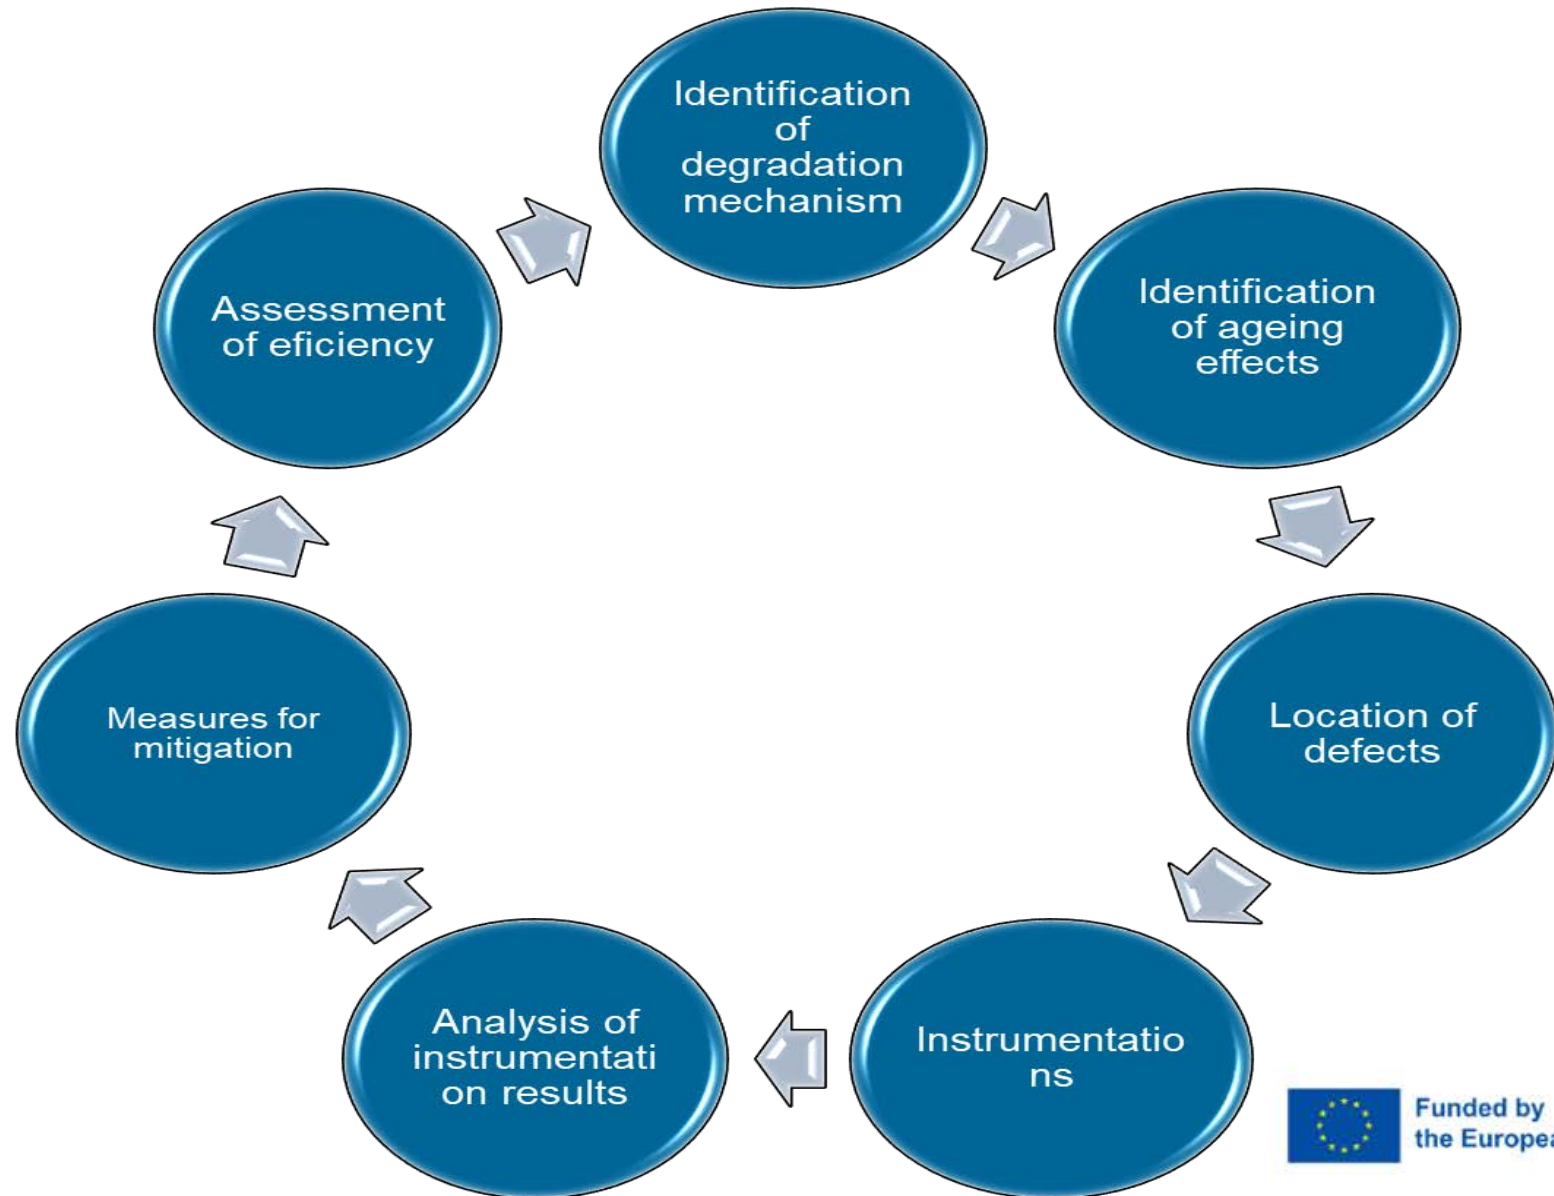 Identification
of
degradation
mechanism
Identification
of ageing
effects
Location of
defects
Instrumentatio
ns
Analysis of
instrumentati
on results
Measures for
mitigation
Assessment
of eficiency
Funded by
the Europea